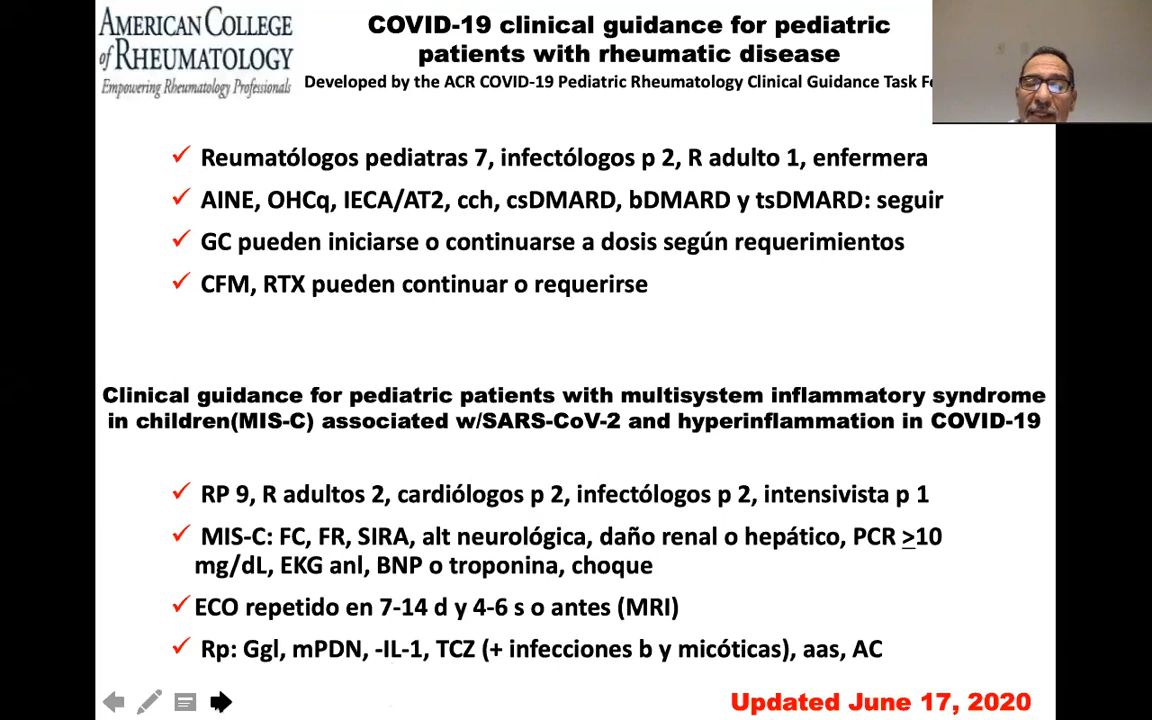 AMERICAN COLLEGE
of RHEUMATOLOGY
Empowering Rheumatology Professionals
COVID-19 clinical guidance for pediatric
patients with rheumatic disease
Developed by the ACR COVID-19 Pediatric Rheumatology Clinical Guidance Task
Reumatólogos pediatras 7, infectólogos p 2, R adulto 1, enfermera
AINE, OHCq, IECA/AT2, cch, csDMARD, bDMARD y tsDMARD: seguir
GC pueden iniciarse o continuarse a dosis según requerimientos
CFM, RTX pueden continuar o requerirse
Clinical guidance for pediatric patients with multisystem inflammatory syndrome
in children(MIS-C) associated w/SARS-CoV-2 and hyperinflammation in COVID-19
RP 9, R adultos 2, cardiólogos p 2, infectólogos p 2, intensivista p 1
MIS-C: FC, FR, SIRA, alt neurológica, daño renal o hepático, PCR >10
mg/dL, EKG anl, BNP o troponina, choque
ECO repetido en 7-14 d y 4-6 s o antes (MRI)
Rp: Ggl, mPDN, -IL-1, TCZ (+ infecciones b y micóticas), aas, AC
Updated June 17, 2020